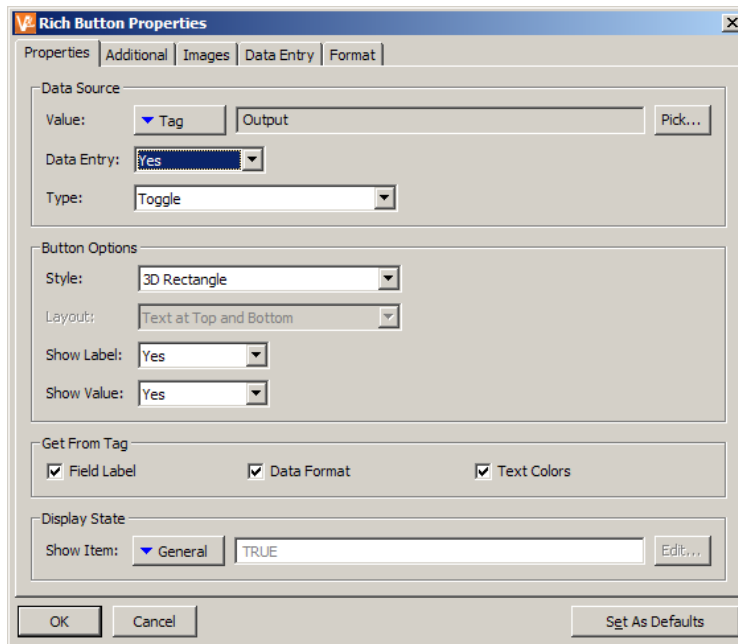 Rich Button Properties
Properties Additional Images Data Entry Format
Data Source
Value: Tag Output Pick...
Data Entry: Yes
Type: Toggle
Button Options
Style: 3D Rectangle
Layout: Text at Top and Bottom
Show Label: Yes
Show Value: Yes
Get From Tag
Field Label Data Format Text Colors
Display State
Show Item: General TRUE Edit...
OK Cancel Set As Defaults